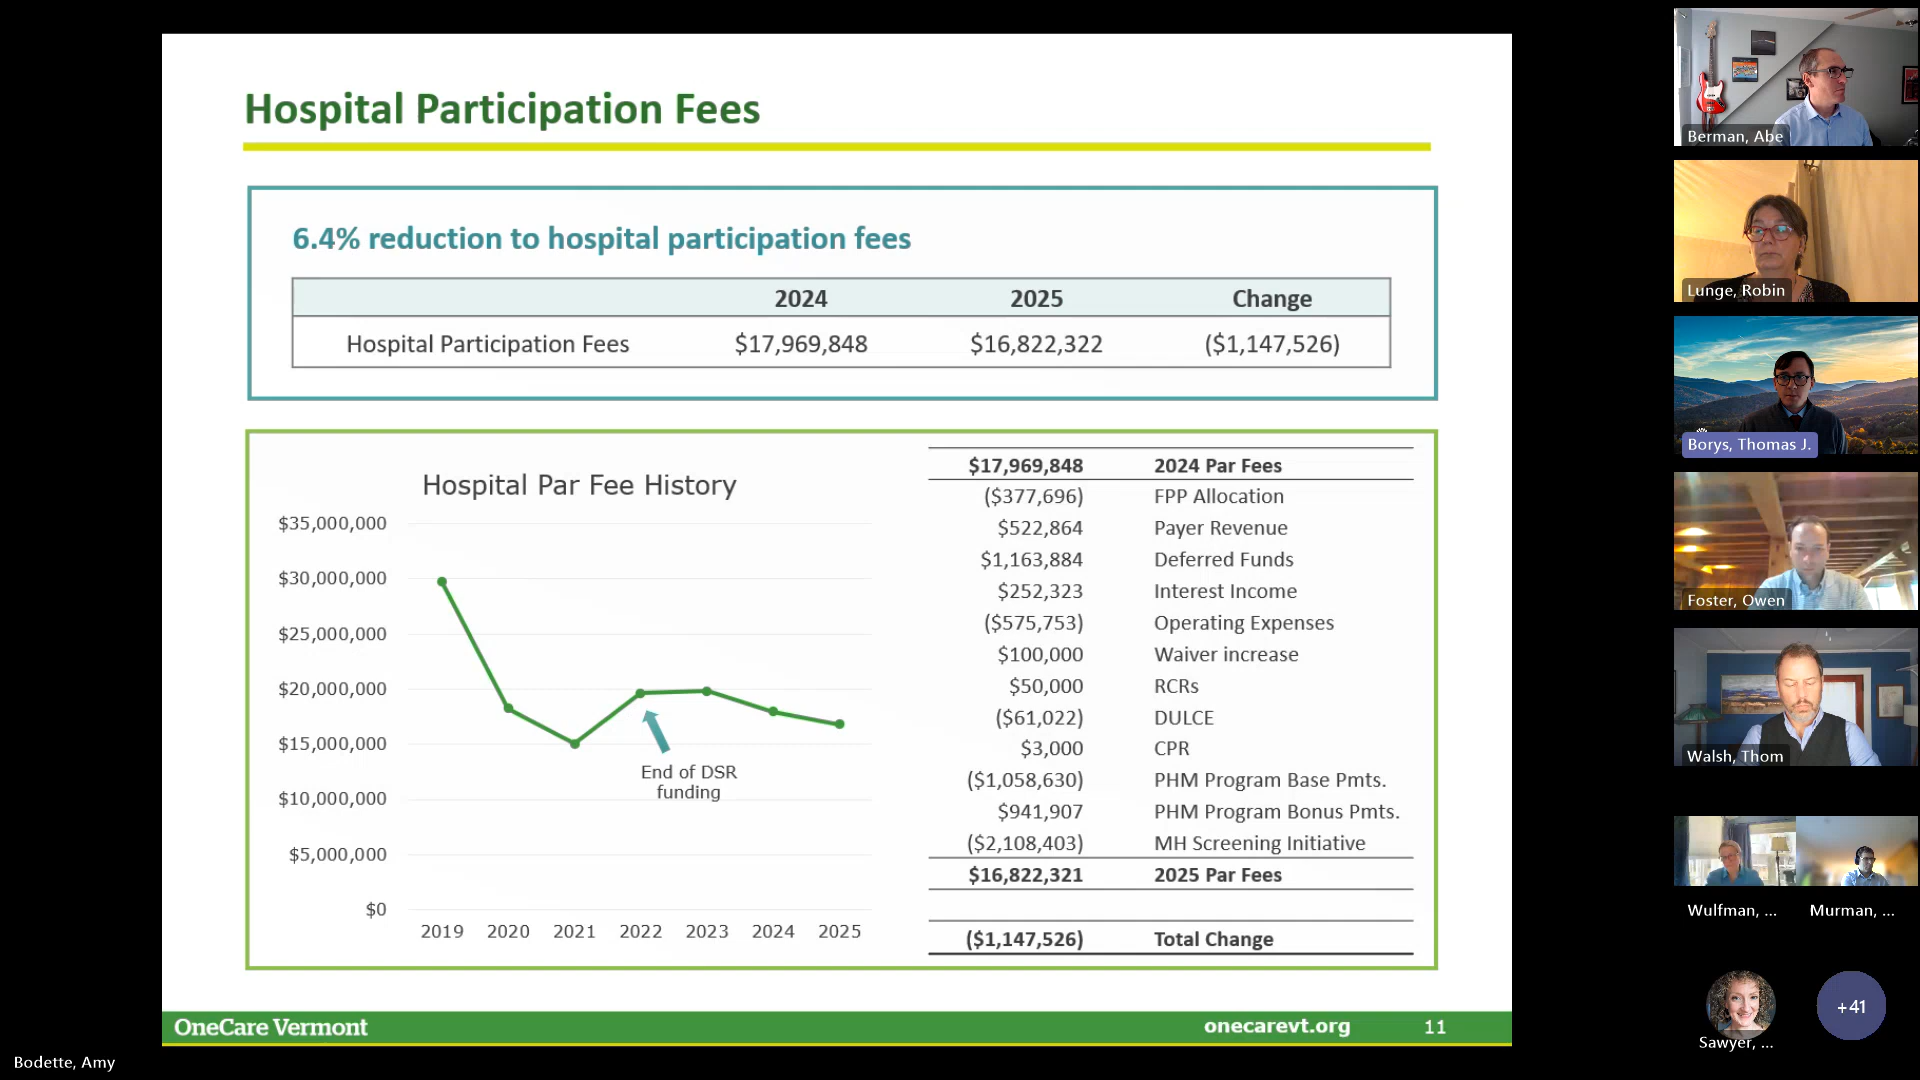 Hospital Participation Fees
6.4% reduction to hospital participation fees
2024 2025 Change
Hospital Participation Fees $17,969,848 $16,822,322 ($1,147,526)
Hospital Par Fee History
$35,000,000
$30,000,000
$25,000,000
$20,000,000
$15,000,000
$10,000,000
$5,000,000
$0
2019 2020 2021 2022 2023 2024 2025
End of DSR
funding
$17,969,848 2024 Par Fees
($377,696) FPP Allocation
$522,864 Payer Revenue
$1,163,884 Deferred Funds
$252,323 Interest Income
($575,753) Operating Expenses
$100,000 Waiver increase
$50,000 RCRs
($61,022) DULCE
$3,000 CPR
($1,058,630) PHM Program Base Pmts.
$941,907 PHM Program Bonus Pmts.
($2,108,403) MH Screening Initiative
$16,822,321 2025 Par Fees
($1,147,526) Total Change
OneCare Vermont onecarevt.org 11
Bodette, Amy
Berman, Abe
Lunge, Robin
Borys, Thomas J.
Foster, Owen
Walsh, Thom
Wulfman, ... Murman, ...
Sawyer, ...
+41